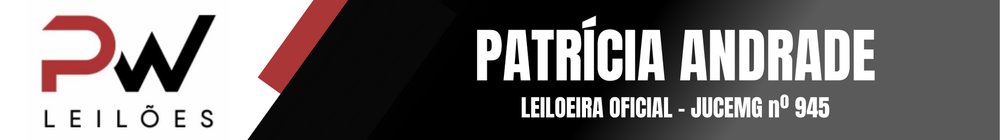 PW
LEILÕES
PATRÍCIA ANDRADE
LEILOEIRA OFICIAL - JUCEMG nº 945